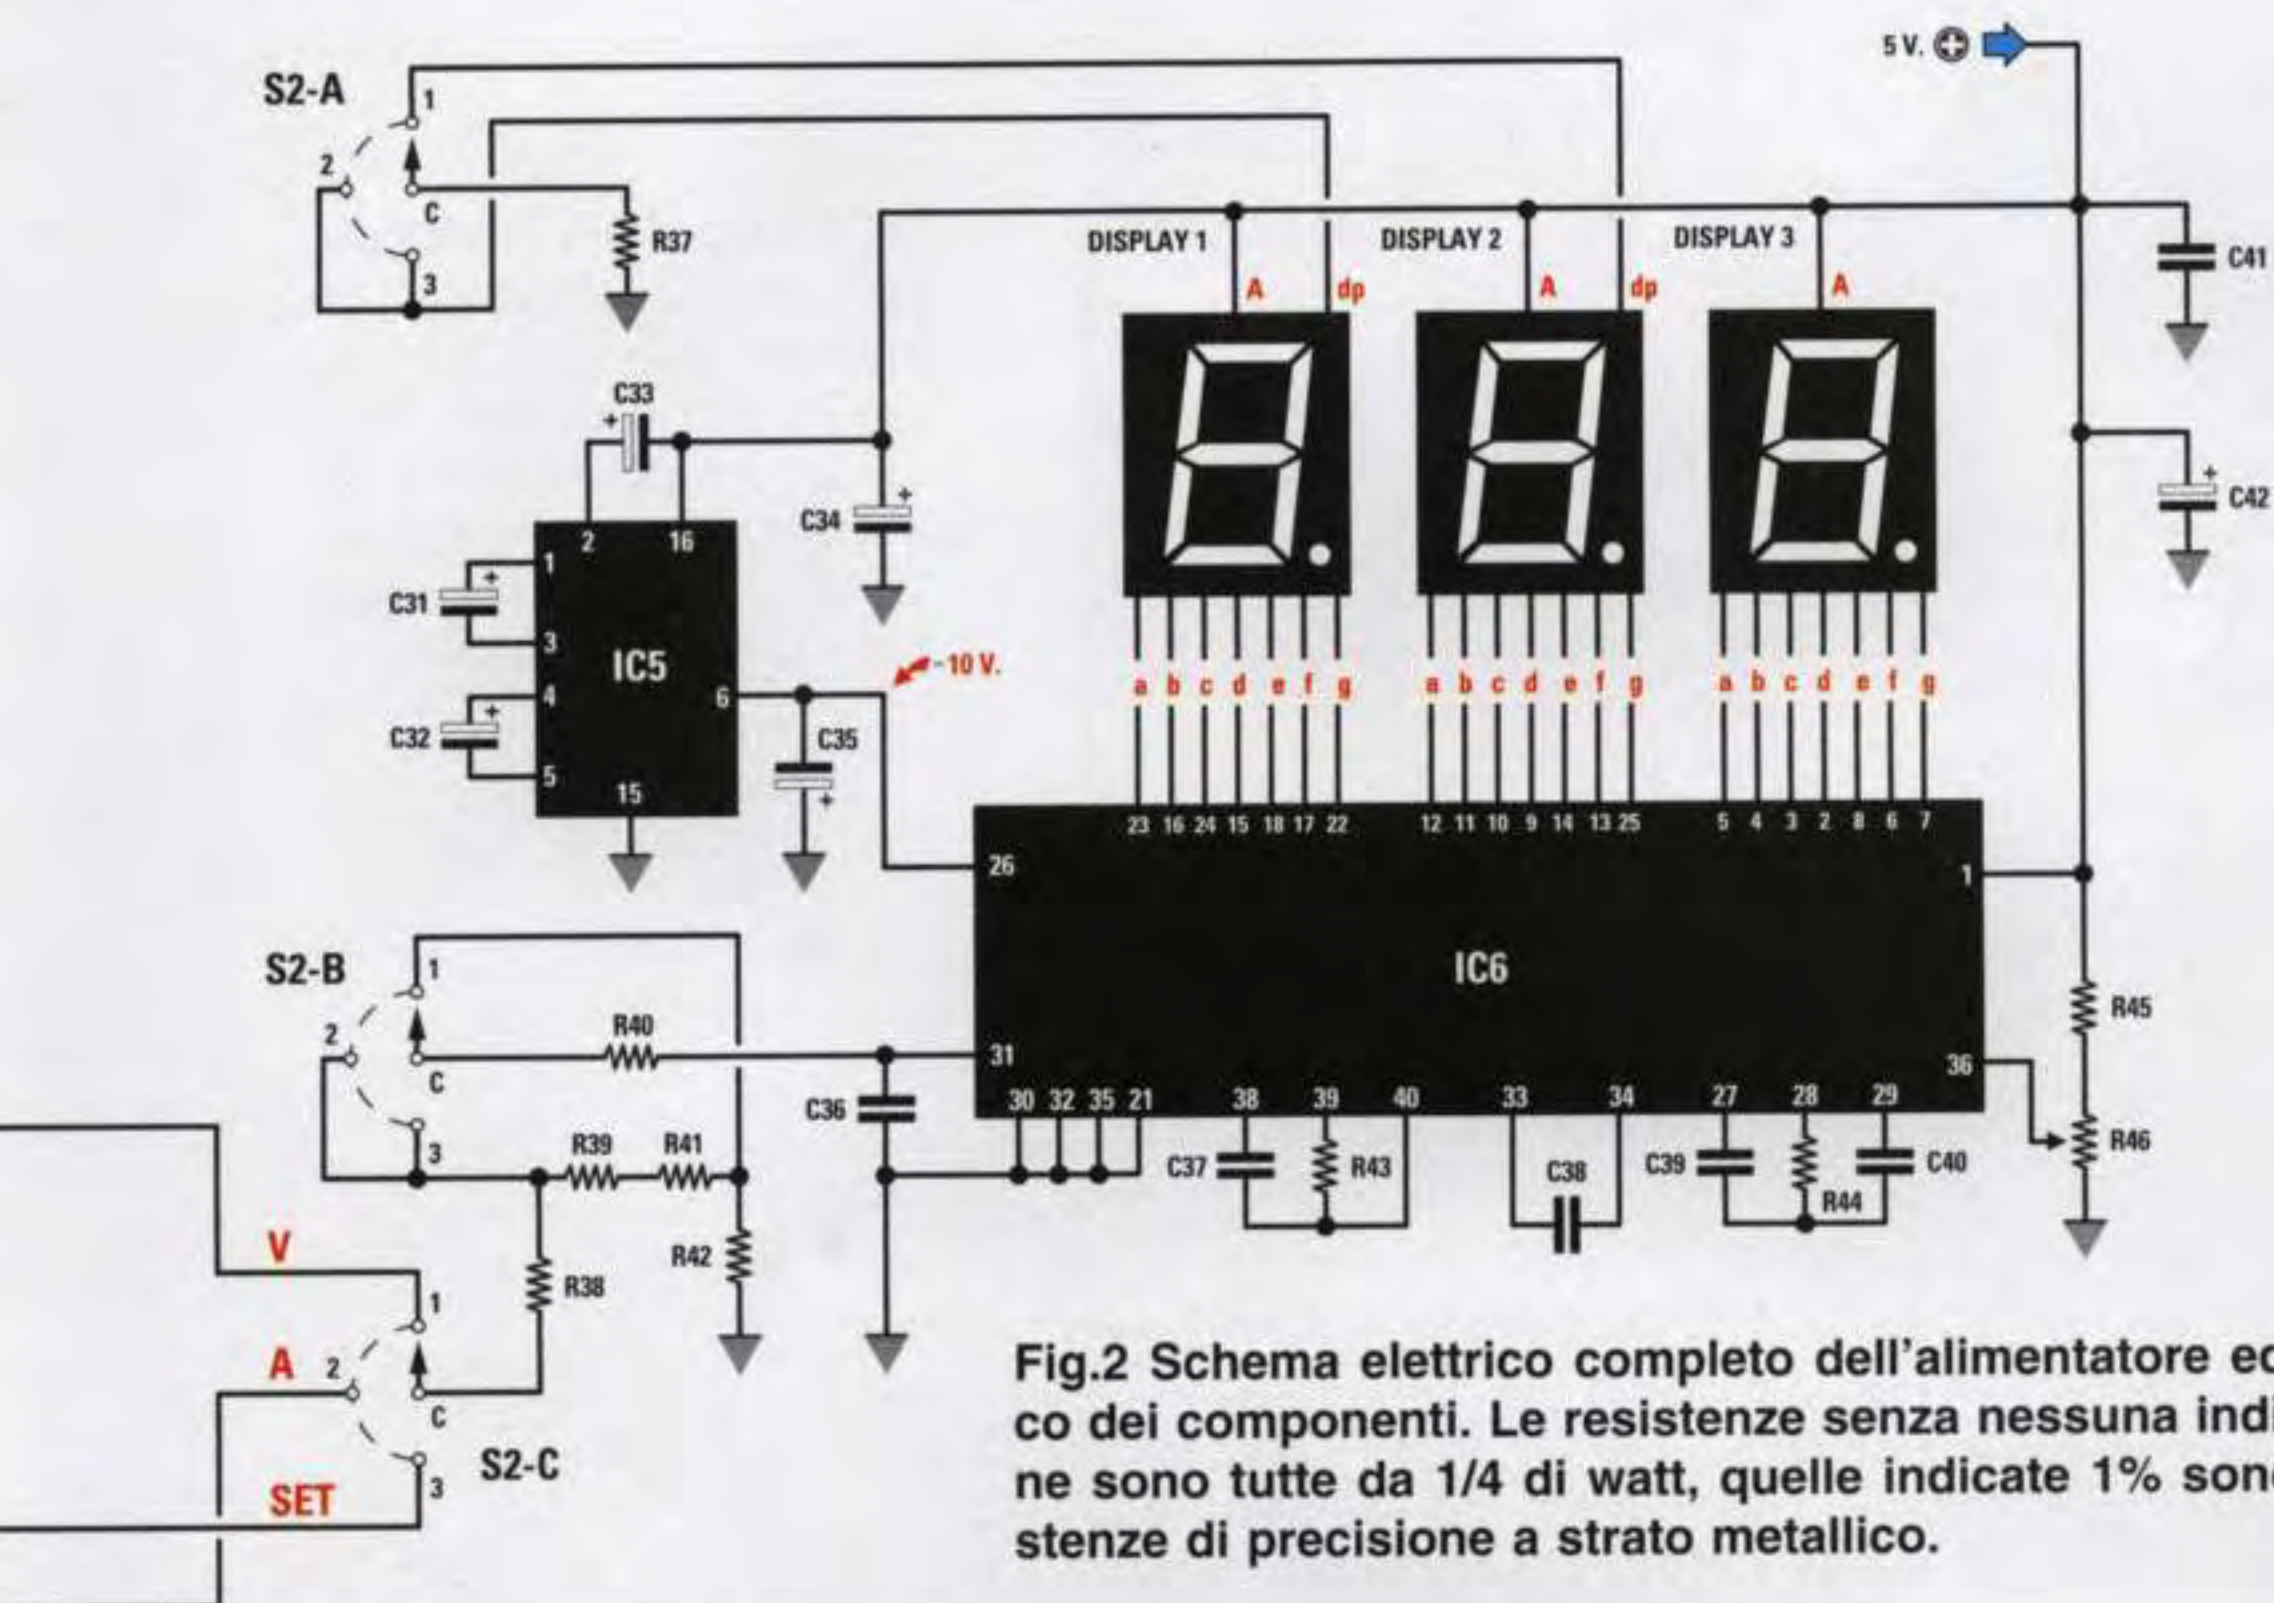 5 V.
S2-A
1
2
C
3
R37
DISPLAY 1
DISPLAY 2
DISPLAY 3
A
dp
A
dp
A
C41
C33
+
C34
+
C42
+
2
16
1
3
4
5
6
15
IC5
C31
+
C32
+
- 10 V.
C35
+
a b c d e f g
a b c d e f g
a b c d e f g
23 16 24 15 18 17 22
12 11 10 9 14 13 25
5 4 3 2 8 6 7
26
1
IC6
31
36
30 32 35 21
38 39 40
33 34
27 28 29
S2-B
1
2
C
3
R40
R39
R41
C36
R42
R38
C37
R43
C38
C39
R44
C40
R45
R46
V
A
SET
1
2
C
3
S2-C
Fig.2 Schema elettrico completo dell'alimentatore ed
co dei componenti. Le resistenze senza nessuna indi
ne sono tutte da 1/4 di watt, quelle indicate 1% sono
stenze di precisione a strato metallico.